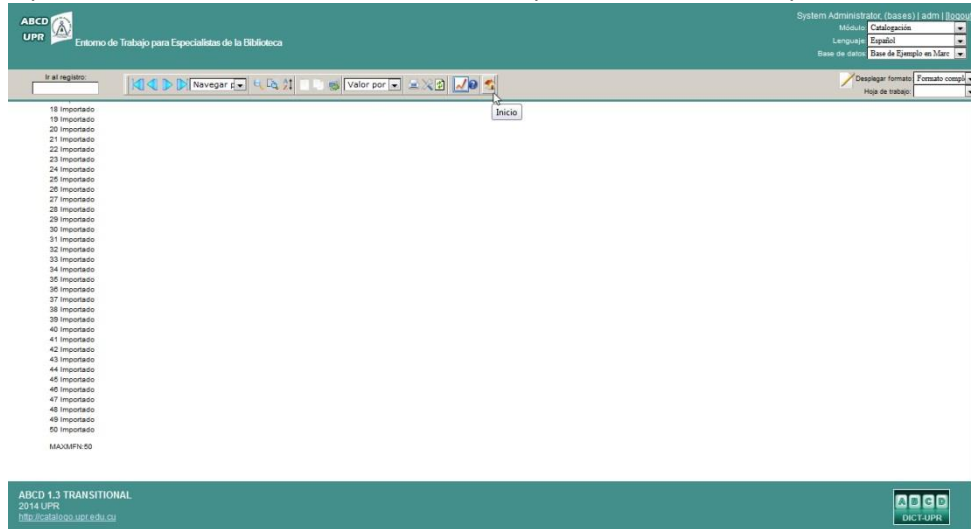 ABCD
UPR
Entorno de Trabajo para Especialistas de la Biblioteca
System Administrator, (bases) | adm | [logout
Módulo: Catalogación
Lenguaje: Español
Base de datos: Base de Ejemplo en Marc
Ir al registro:
Navegar p
Valor por
Desplegar formato: Formato compl
Hoja de trabajo:
Inicio
18 Importado
19 Importado
20 Importado
21 Importado
22 Importado
23 Importado
24 Importado
25 Importado
26 Importado
27 Importado
28 Importado
29 Importado
30 Importado
31 Importado
32 Importado
33 Importado
34 Importado
35 Importado
36 Importado
37 Importado
38 Importado
39 Importado
40 Importado
41 Importado
42 Importado
43 Importado
44 Importado
45 Importado
46 Importado
47 Importado
48 Importado
49 Importado
50 Importado
MAXMFN:50
ABCD 1.3 TRANSITIONAL
2014 UPR
http://catalogo.upr.edu.cu
ABCD
DICT-UPR